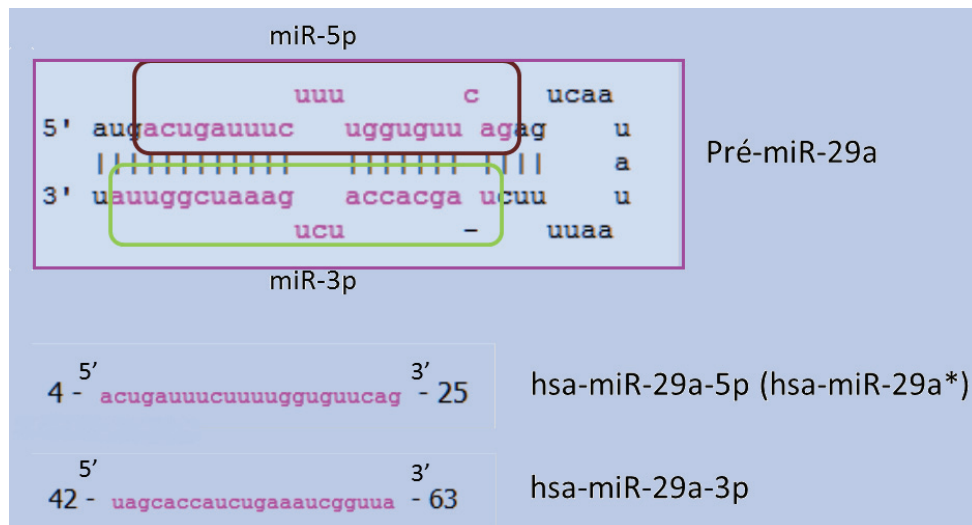 miR-5p
uuu c ucaa
5' augacugauuuc ugguguu agag u
|||||||||||| ||||||| |||| a
3' uauuggcuaaag accacga ucuu u
ucu - uuaa
Pré-miR-29a
miR-3p
4 - 5’ acugauuucuuuugguguucag 3’ - 25 hsa-miR-29a-5p (hsa-miR-29a*)
42 - 5’ uagcaccaucugaaaucgguua 3’ - 63 hsa-miR-29a-3p